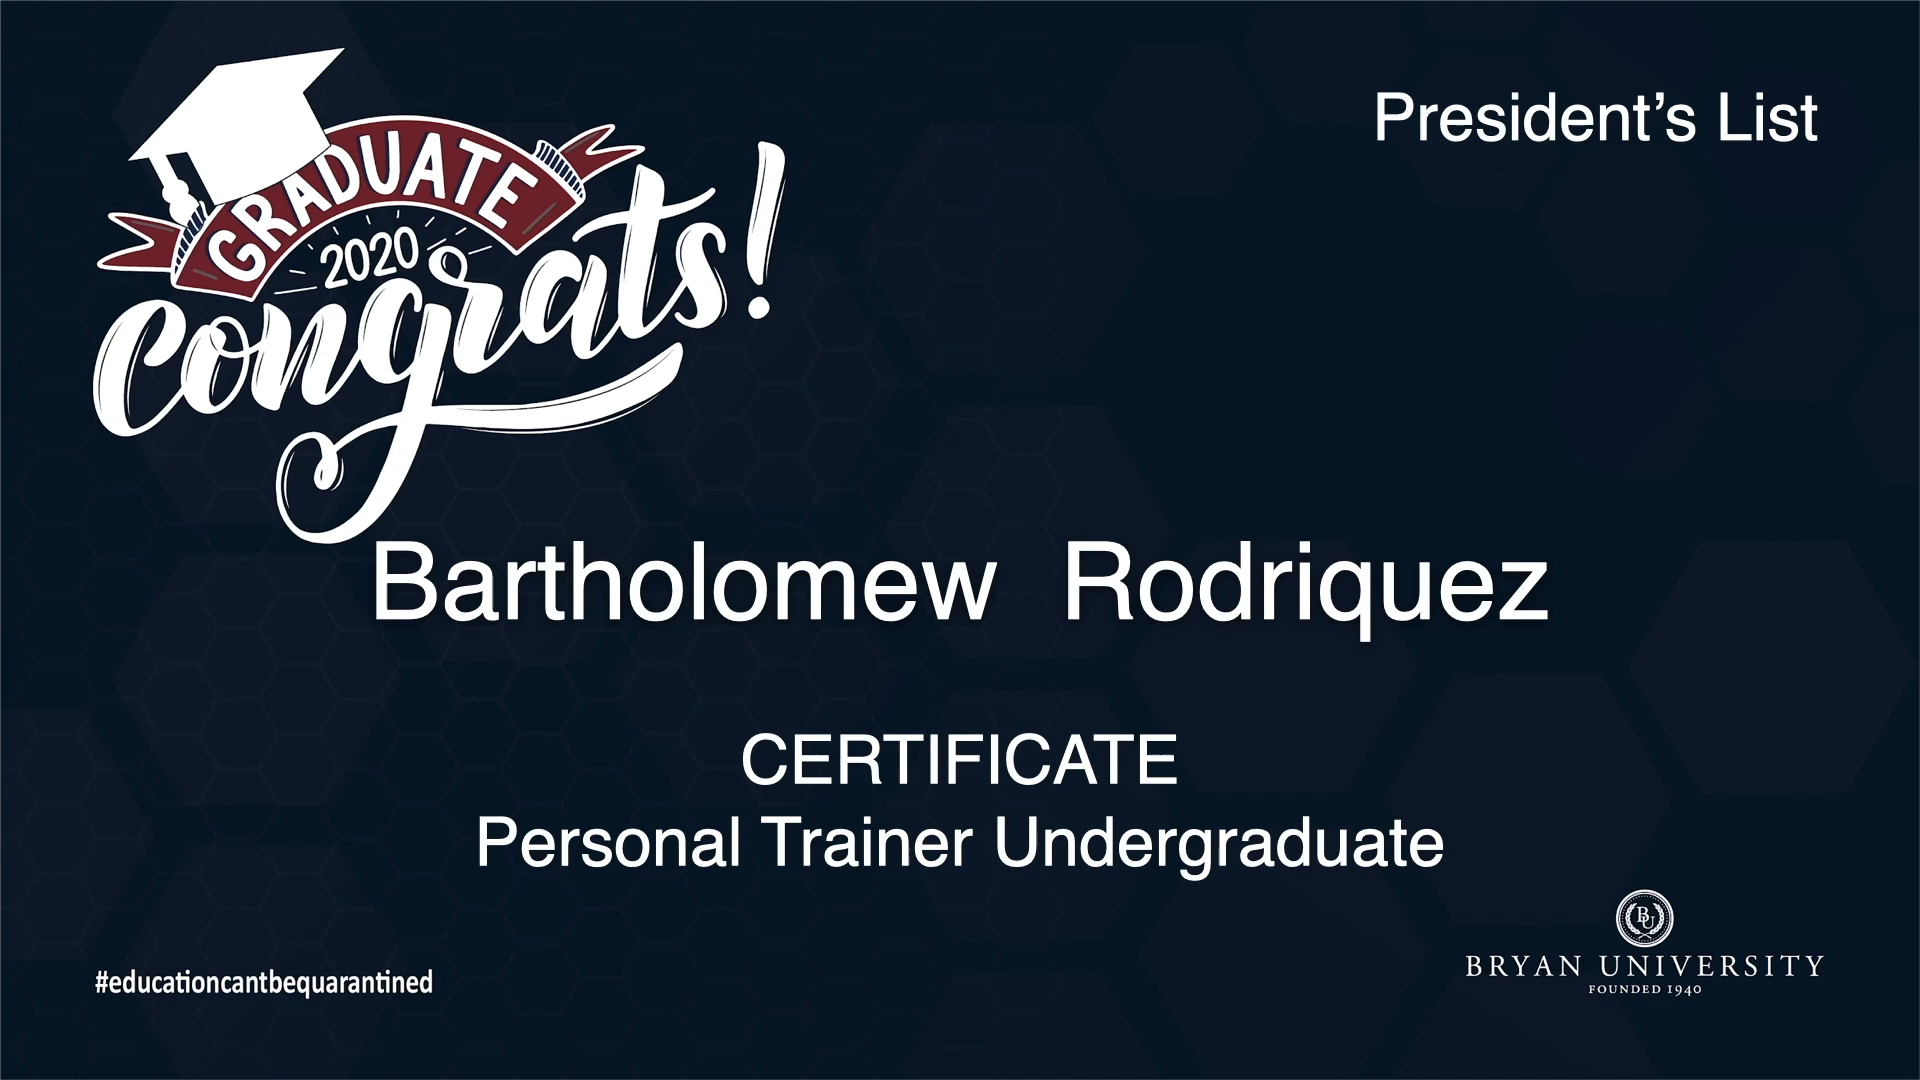 President’s List
GRADUATE
2020
Congrats!
Bartholomew Rodriquez
CERTIFICATE
Personal Trainer Undergraduate
BU
BRYAN UNIVERSITY
FOUNDED 1940
#educationcantbequarantined